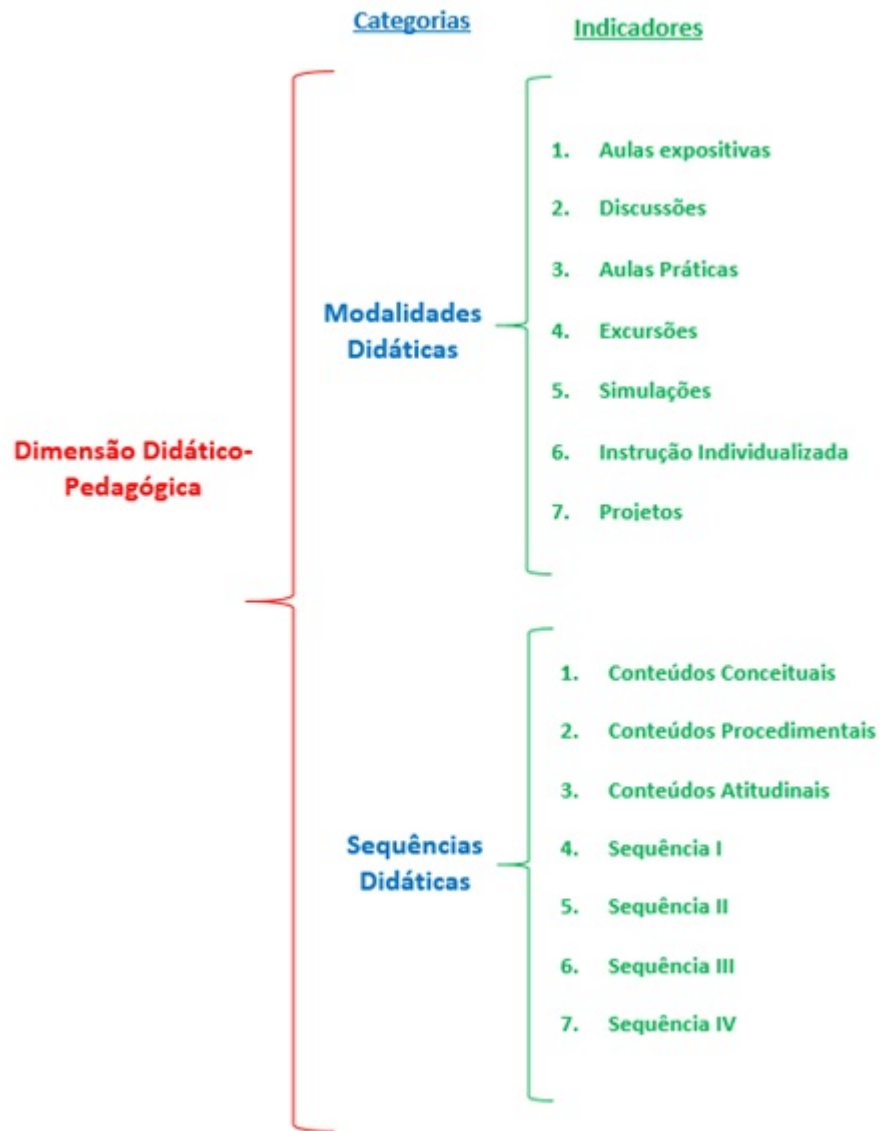 Categorias
Indicadores
Dimensão Didático-
Pedagógica
Modalidades
Didáticas
1. Aulas expositivas
2. Discussões
3. Aulas Práticas
4. Excursões
5. Simulações
6. Instrução Individualizada
7. Projetos
Sequências
Didáticas
1. Conteúdos Conceituais
2. Conteúdos Procedimentais
3. Conteúdos Atitudinais
4. Sequência I
5. Sequência II
6. Sequência III
7. Sequência IV